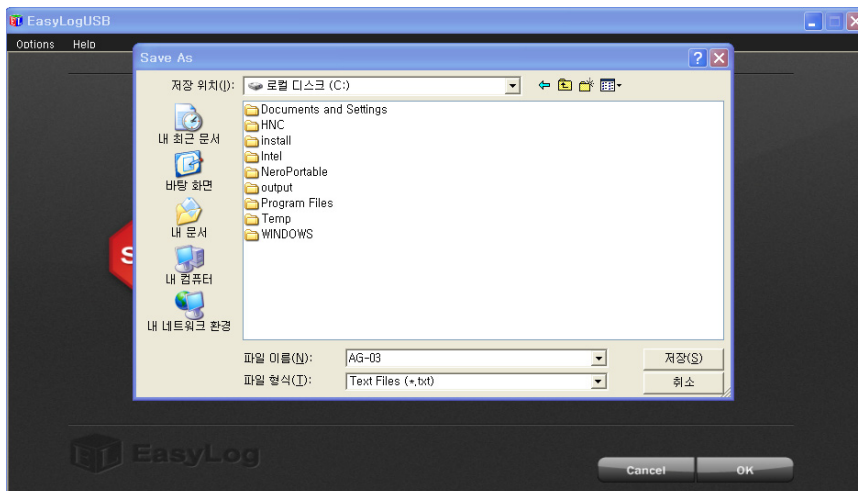 EasyLogUSB
Options Help
Save As
저장 위치(I): 로컬 디스크 (C:)
내 최근 문서
바탕 화면
내 문서
내 컴퓨터
내 네트워크 환경
Documents and Settings
HNC
install
Intel
NeroPortable
output
Program Files
Temp
WINDOWS
파일 이름(N): AG-03 저장(S)
파일 형식(T): Text Files (*.txt) 취소
S
EL EasyLog
Cancel OK